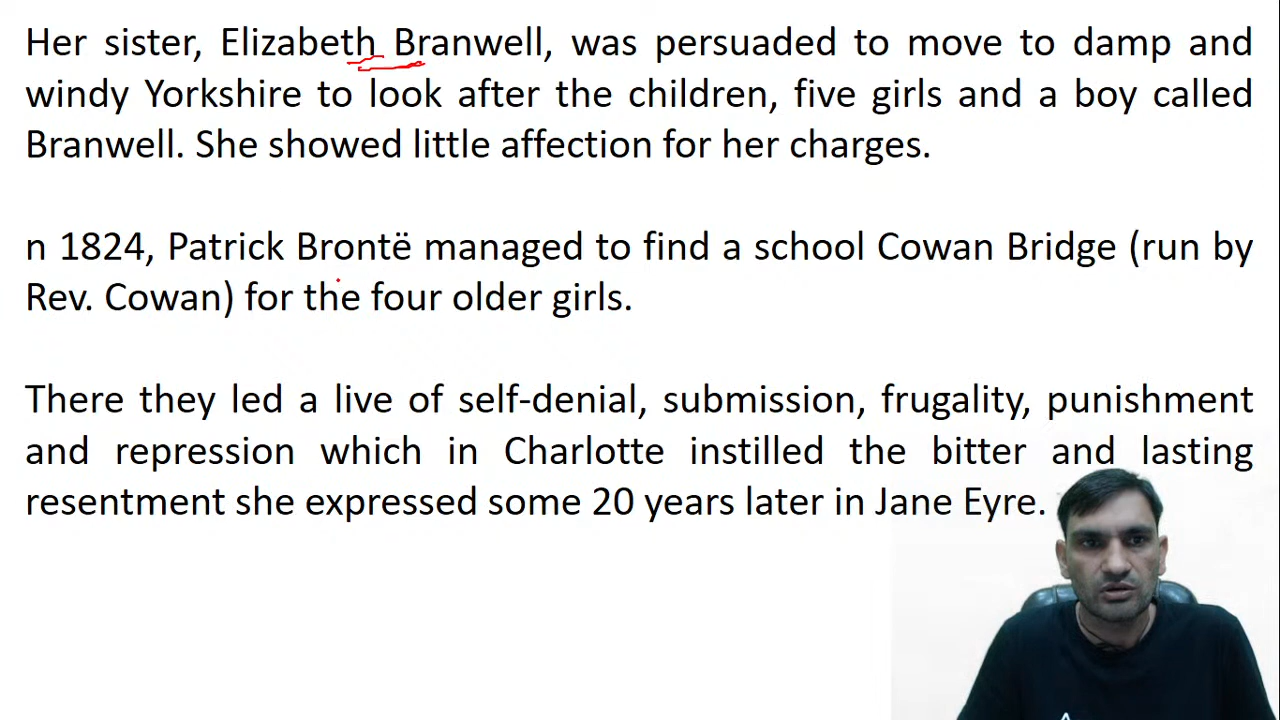 Her sister, Elizabeth Branwell, was persuaded to move to damp and
windy Yorkshire to look after the children, five girls and a boy called
Branwell. She showed little affection for her charges.
n 1824, Patrick Brontë managed to find a school Cowan Bridge (run by
Rev. Cowan) for the four older girls.
There they led a live of self-denial, submission, frugality, punishment
and repression which in Charlotte instilled the bitter and lasting
resentment she expressed some 20 years later in Jane Eyre.